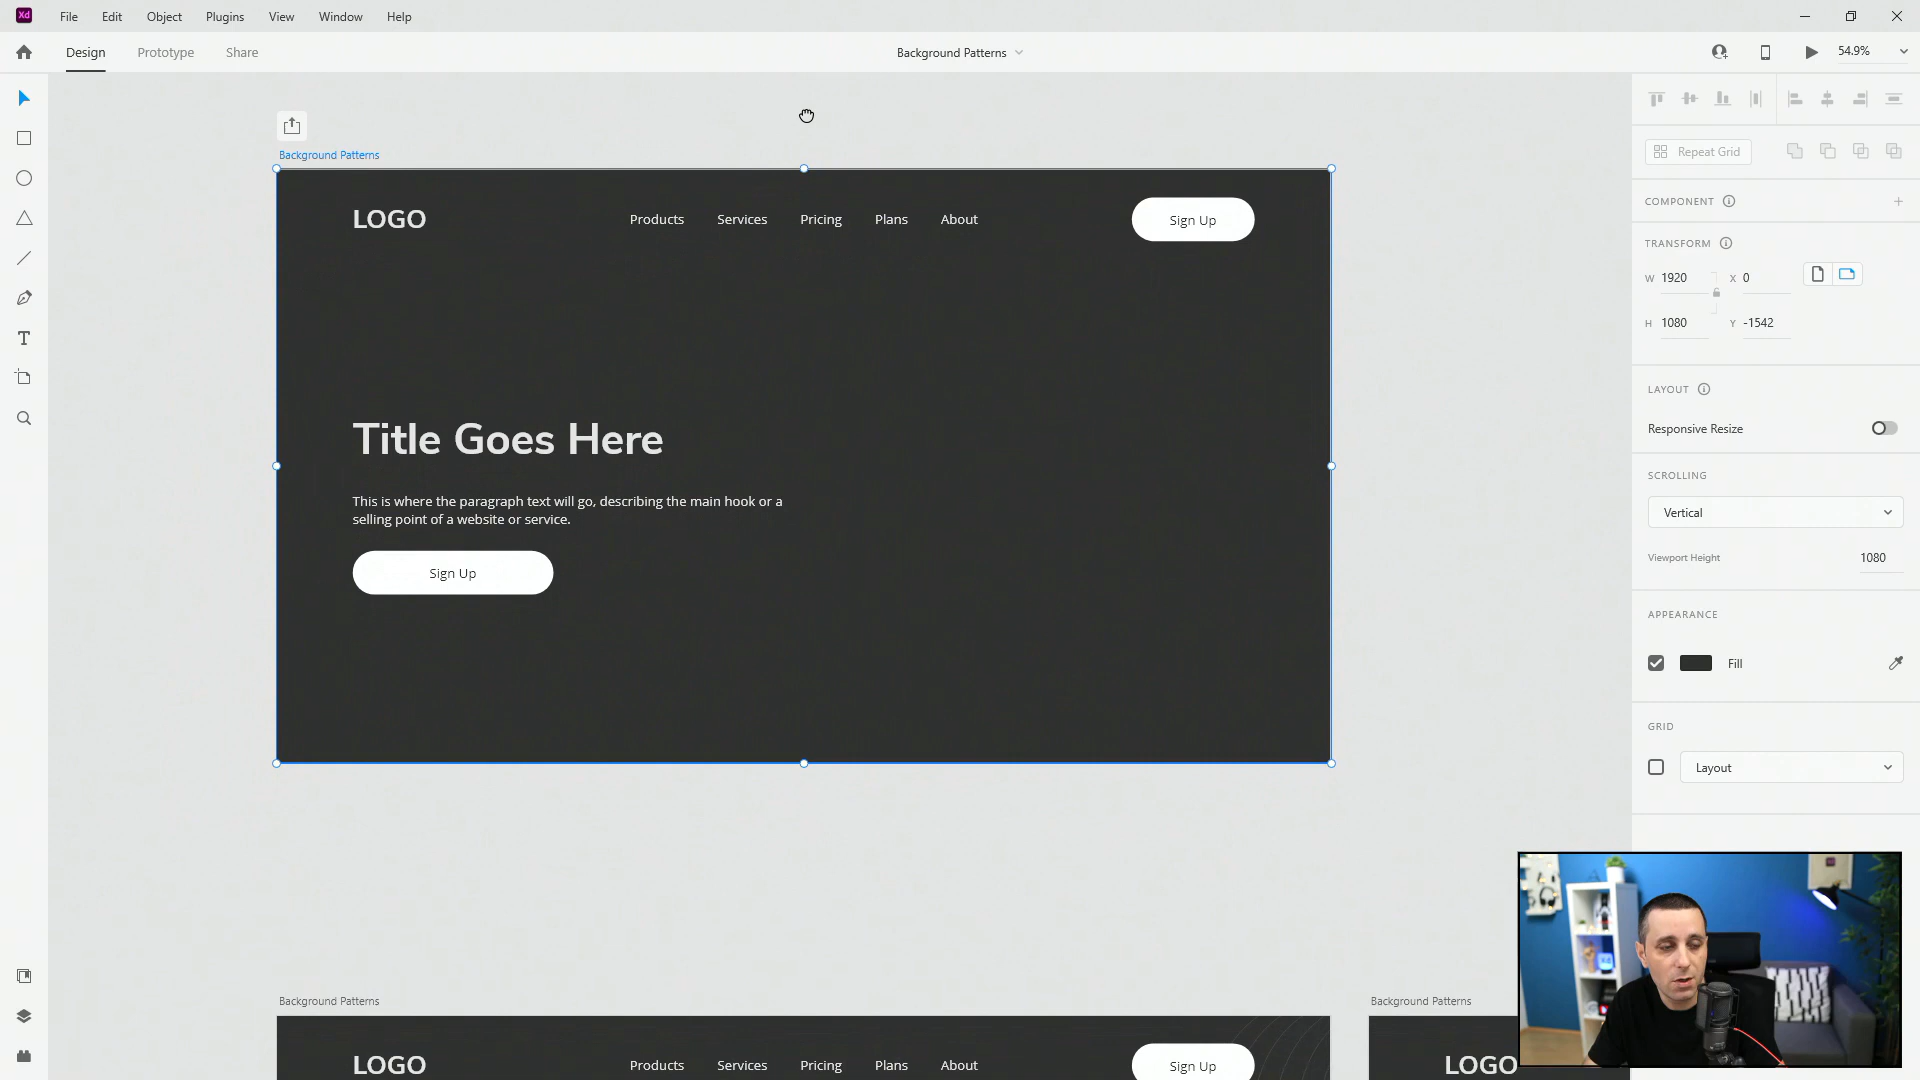 Xd File Edit Object Plugins View Window Help
Design Prototype Share Background Patterns 54.9%
Background Patterns
LOGO Products Services Pricing Plans About Sign Up
Title Goes Here
This is where the paragraph text will go, describing the main hook or a
selling point of a website or service.
Sign Up
Background Patterns Background Patterns
LOGO Products Services Pricing Plans About Sign Up LOGO
Repeat Grid
COMPONENT
TRANSFORM
W 1920 X 0
H 1080 Y -1542
LAYOUT
Responsive Resize
SCROLLING
Vertical
Viewport Height 1080
APPEARANCE
Fill
GRID
Layout